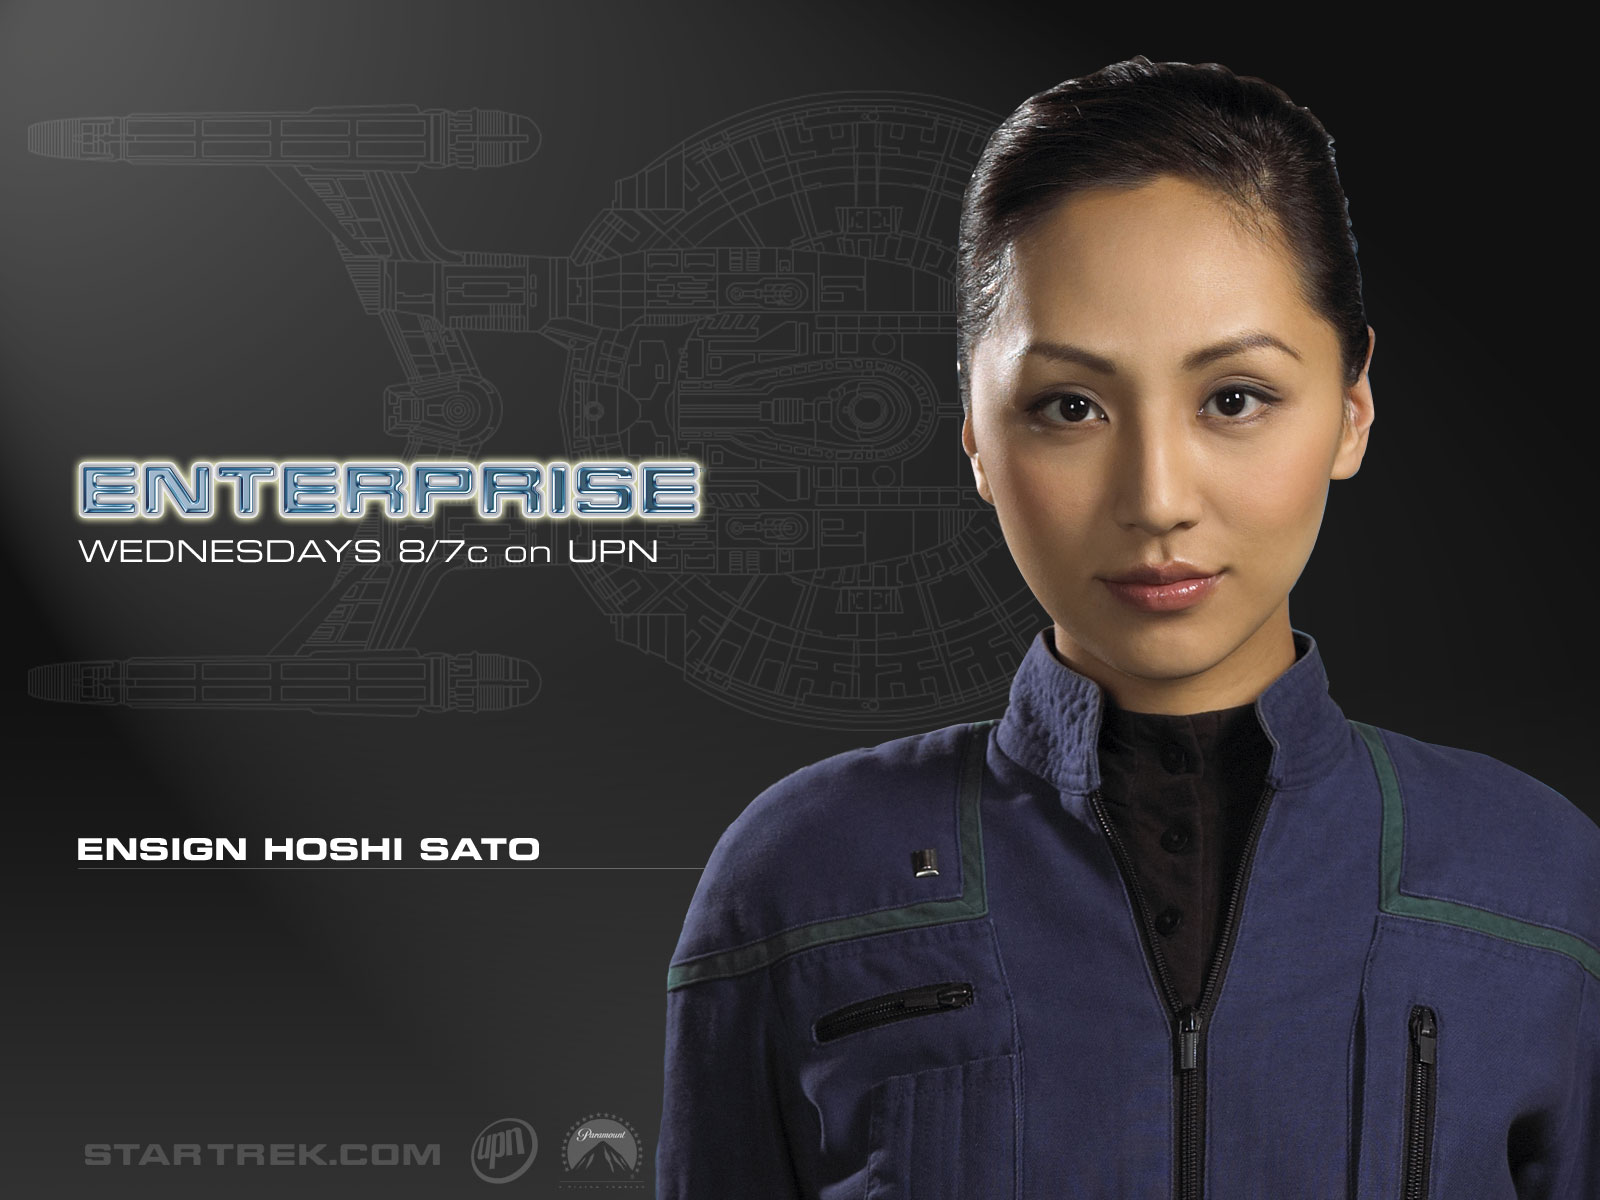 ENTERPRISE
WEDNESDAYS 8/7c on UPN
ENSIGN HOSHI SATO
STARTREK.COM
upn
Paramount